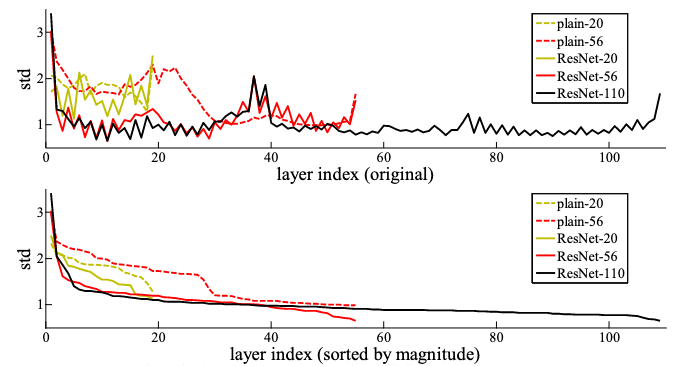 3
2
1
std
plain-20
plain-56
ResNet-20
ResNet-56
ResNet-110
0 20 40 60 80 100
layer index (original)
3
2
1
std
plain-20
plain-56
ResNet-20
ResNet-56
ResNet-110
0 20 40 60 80 100
layer index (sorted by magnitude)